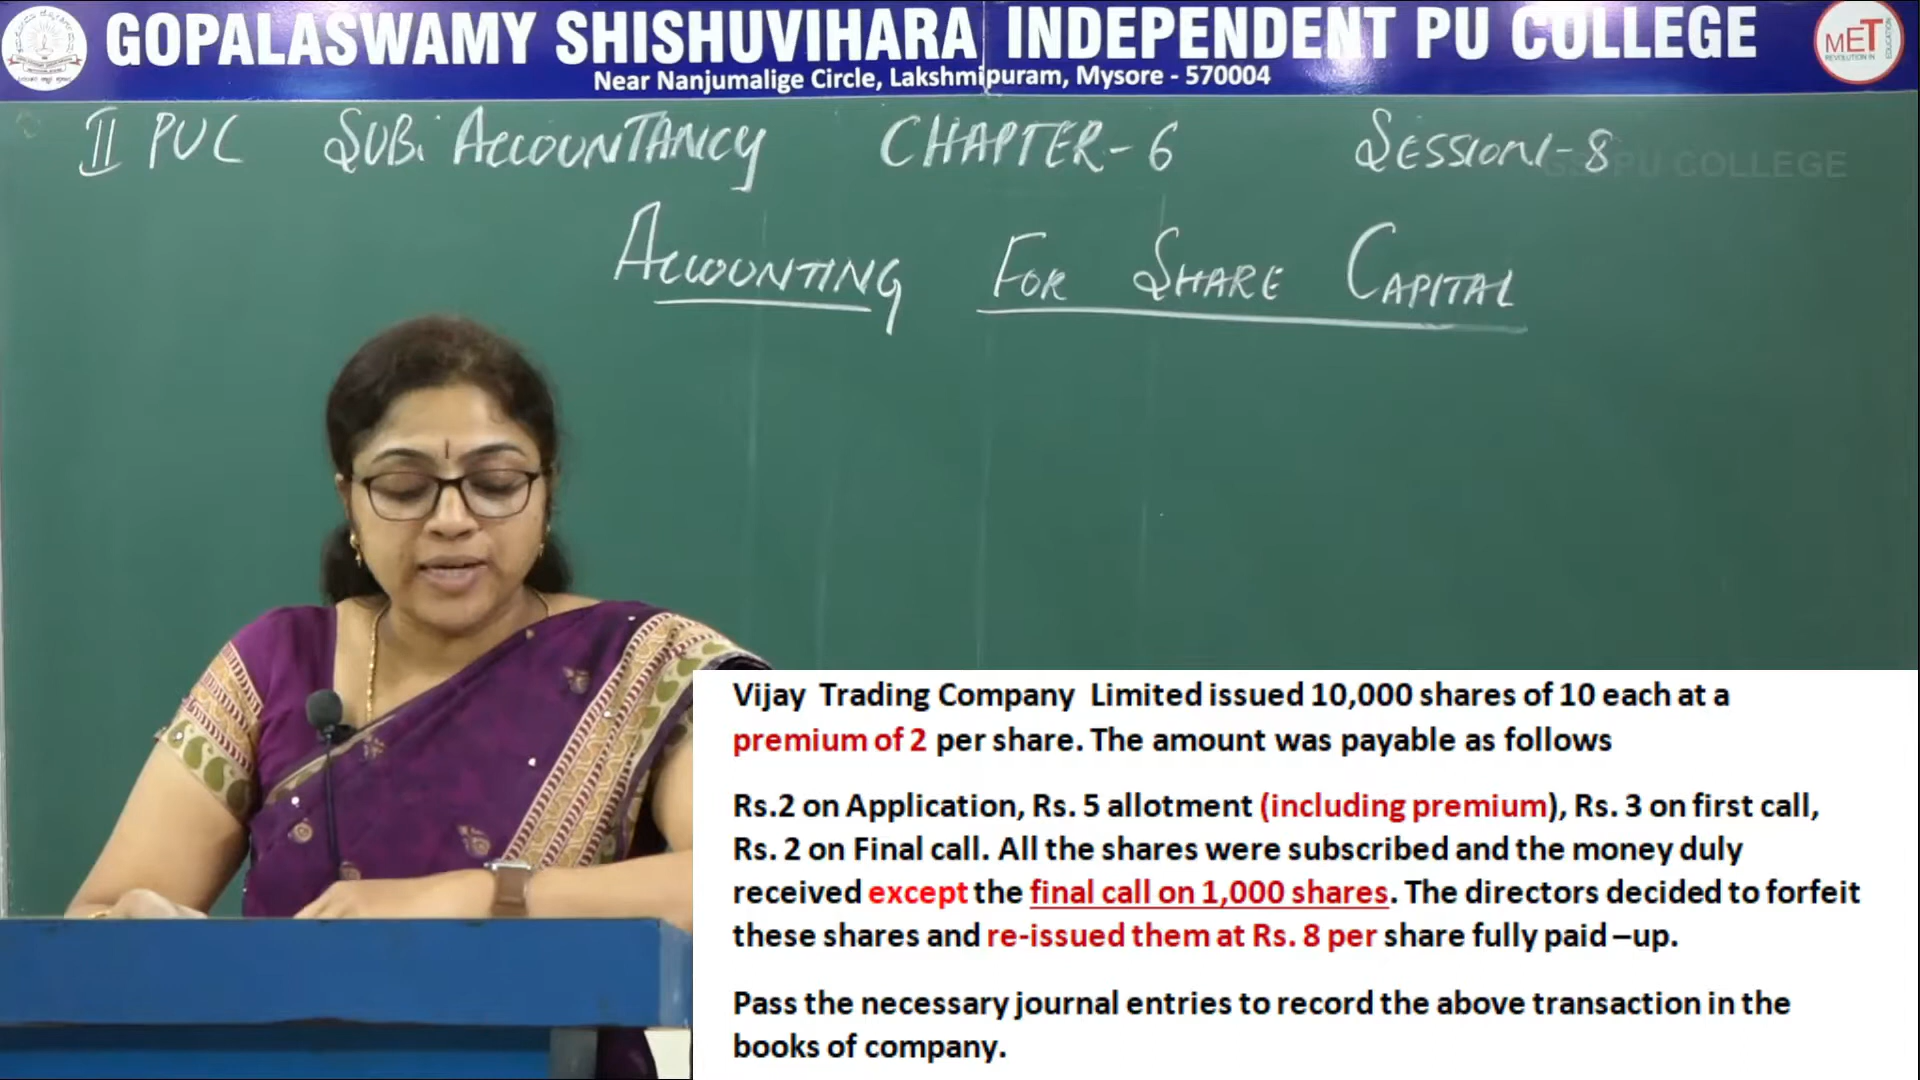 GOPALASWAMY SHISHUVIHARA INDEPENDENT PU COLLEGE
Near Nanjumalige Circle, Lakshmipuram, Mysore - 570004
MET
REVOLUTION IN EDUCATION
II PUC SUB: ACCOUNTANCY CHAPTER-6 SESSION-8
PU COLLEGE
ACCOUNTING FOR SHARE CAPITAL
Vijay Trading Company Limited issued 10,000 shares of 10 each at a
premium of 2 per share. The amount was payable as follows
Rs.2 on Application, Rs. 5 allotment (including premium), Rs. 3 on first call,
Rs. 2 on Final call. All the shares were subscribed and the money duly
received except the final call on 1,000 shares. The directors decided to forfeit
these shares and re-issued them at Rs. 8 per share fully paid –up.
Pass the necessary journal entries to record the above transaction in the
books of company.